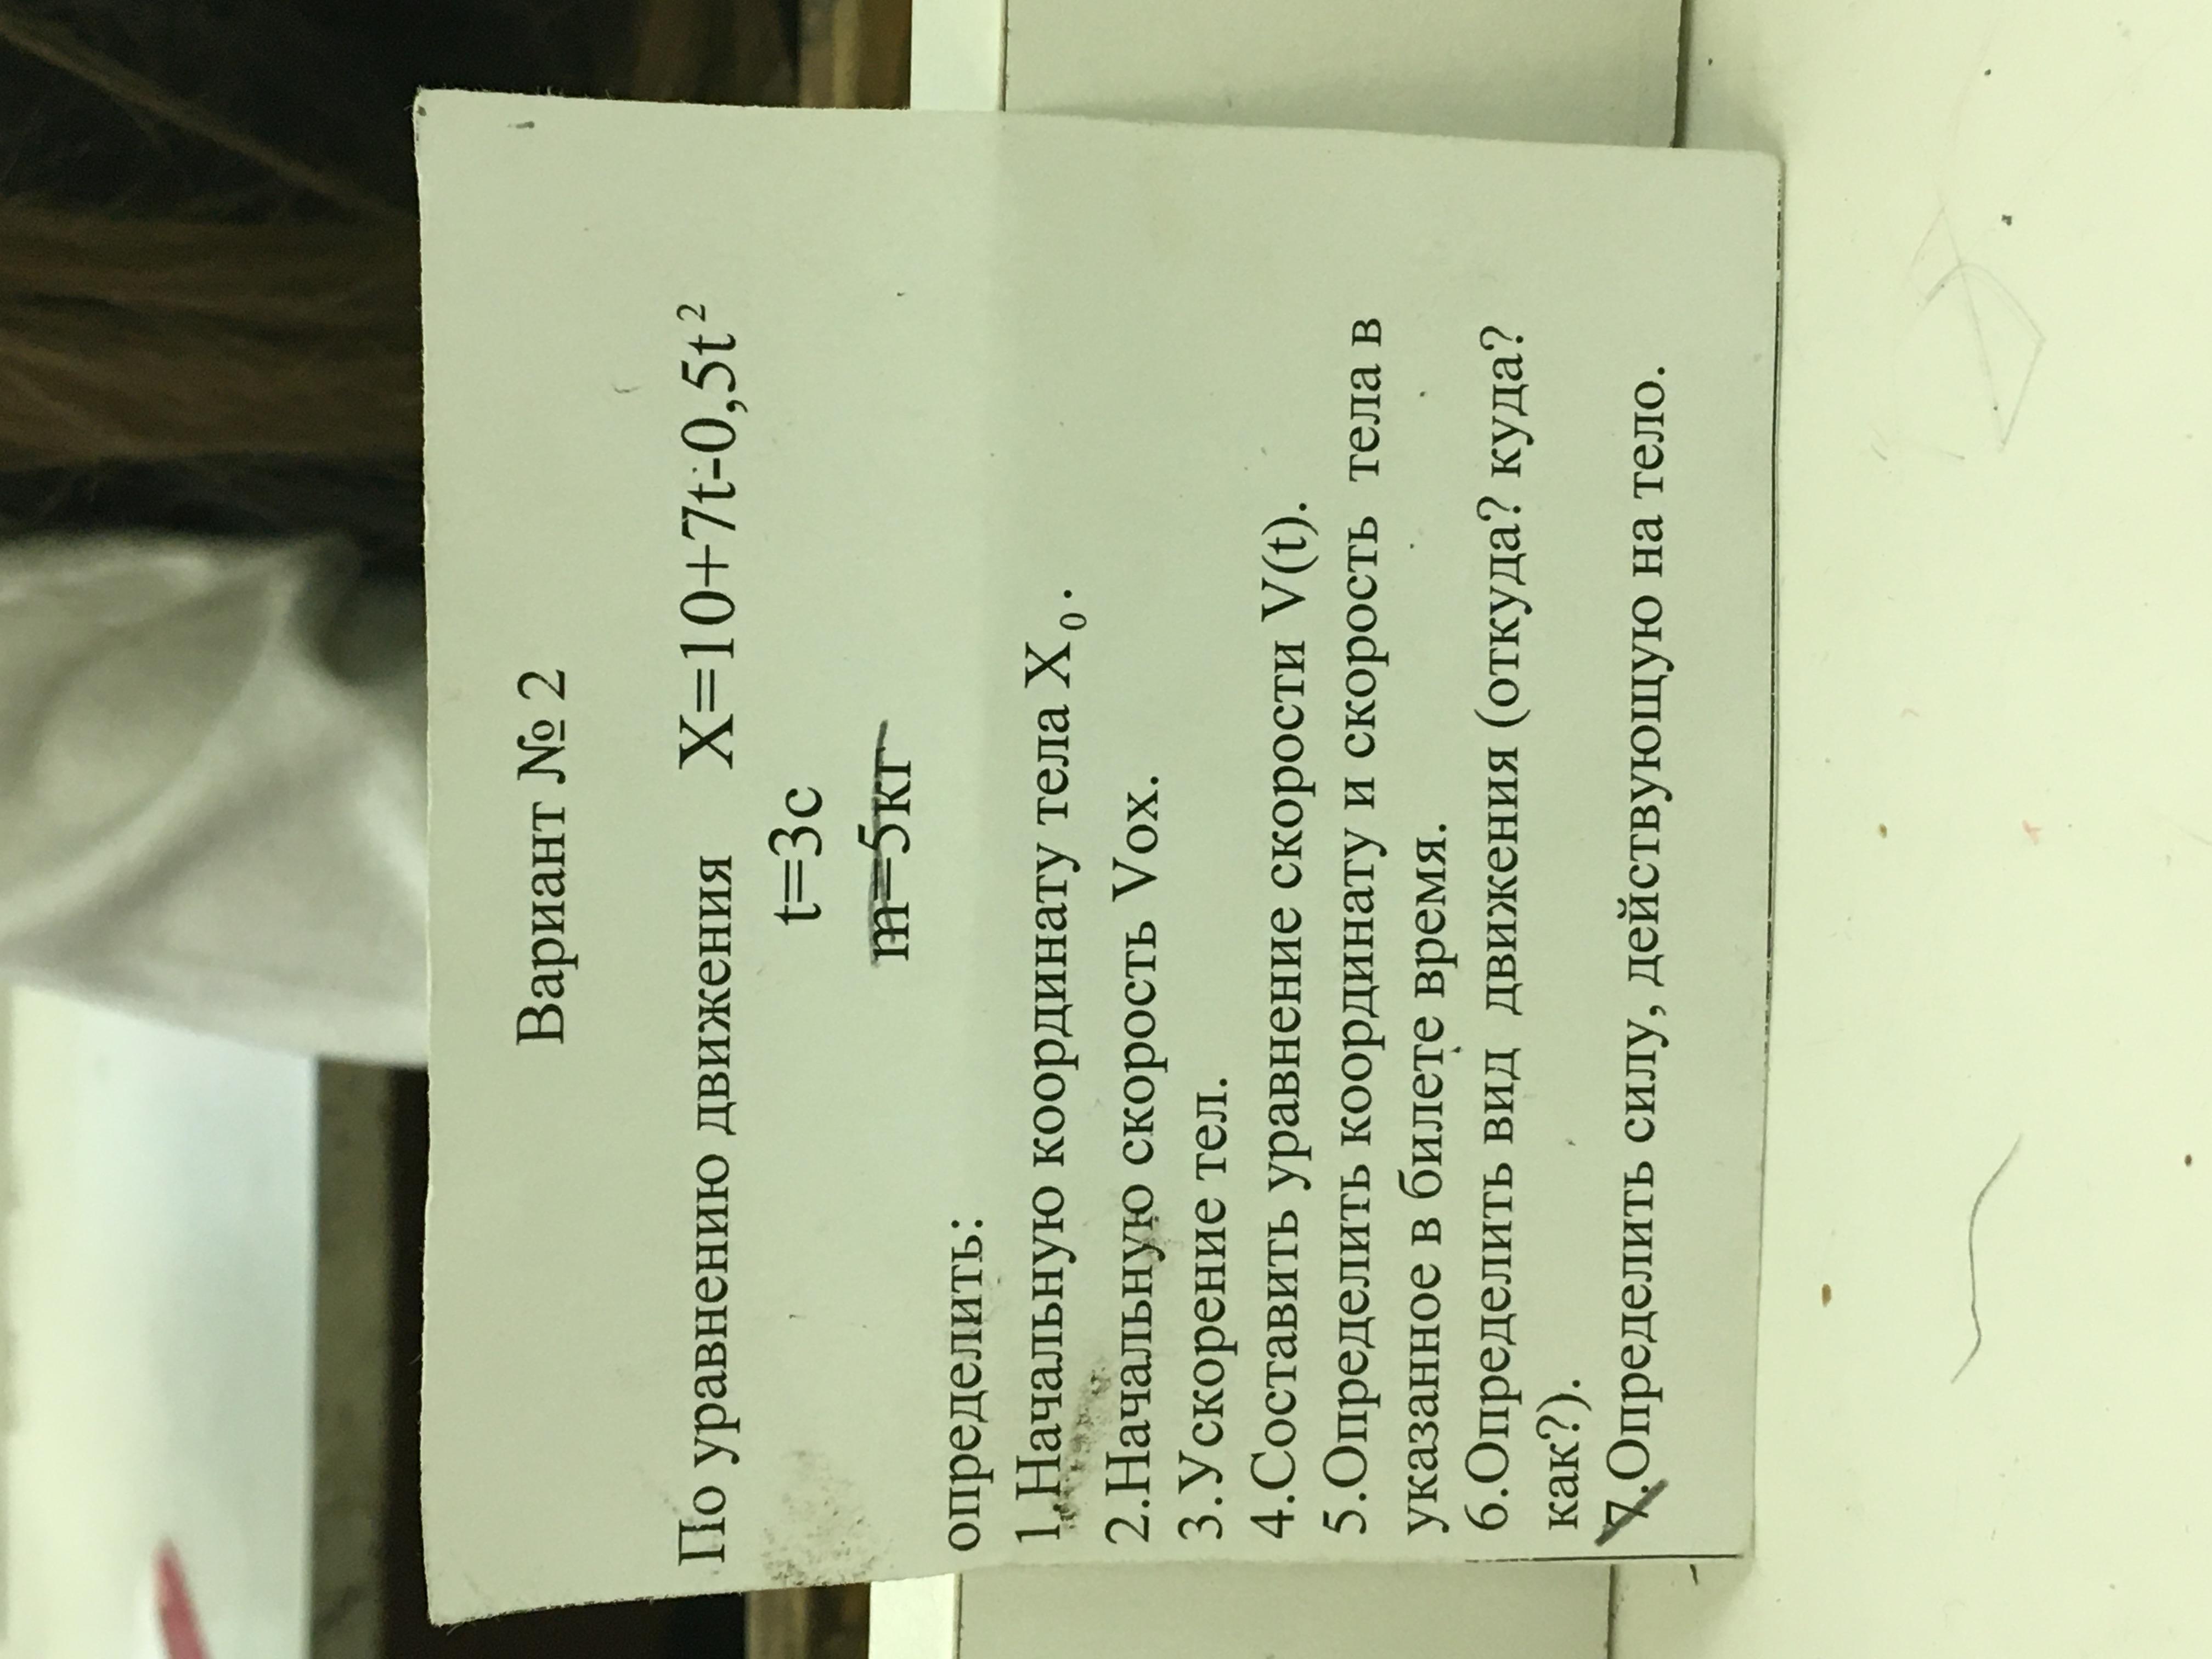 Вариант № 2
По уравнению движения X=10+7t-0,5t²
t=3с
m=5кг
определить:
1.Начальную координату тела X₀.
2.Начальную скорость Vox.
3.Ускорение тел.
4.Составить уравнение скорости V(t).
5.Определить координату и скорость тела в
указанное в билете время.
6.Определить вид движения (откуда? куда?
как?).
7.Определить силу, действующую на тело.